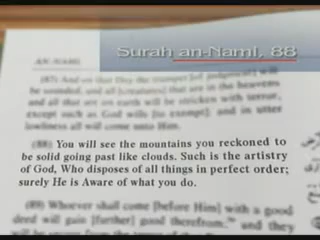 Surah an-Naml, 88
AN-NAML
(87) And on that Day the trumpet [of judgment] will
be sounded, and all [creatures] that are in the heavens
and all that are on earth will be stricken with terror,
except such as God wills [to exempt]: and in utter
lowliness all will come unto Him.
(88) You will see the mountains you reckoned to
be solid going past like clouds. Such is the artistry
of God, Who disposes of all things in perfect order;
surely He is Aware of what you do.
(89) Whoever shall come [before Him] with a good
deed will gain [further] good therefrom,